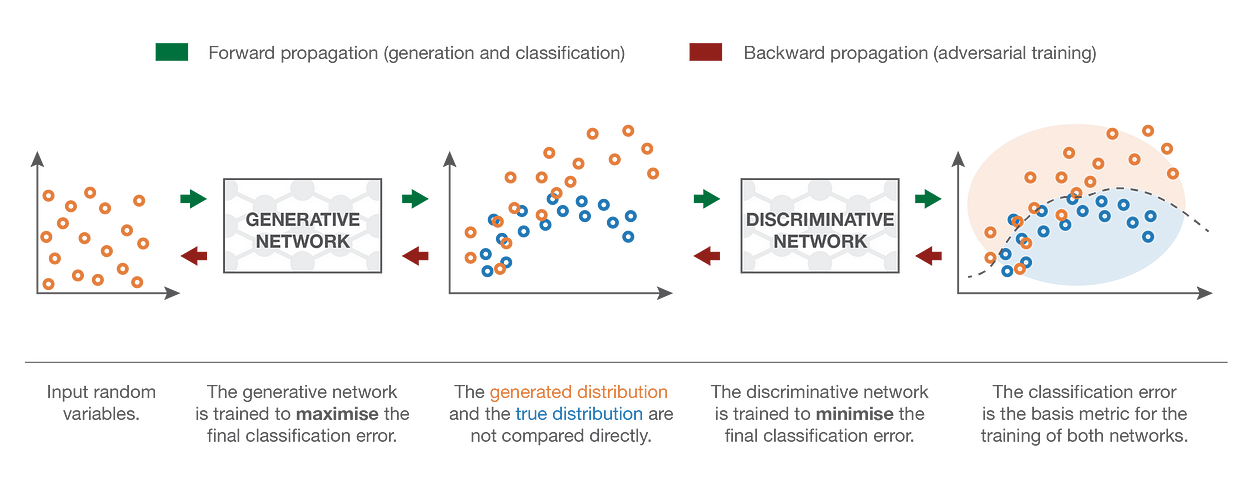 Forward propagation (generation and classification)
Backward propagation (adversarial training)
GENERATIVE
NETWORK
DISCRIMINATIVE
NETWORK
Input random
variables.
The generative network
is trained to maximise the
final classification error.
The generated distribution
and the true distribution are
not compared directly.
The discriminative network
is trained to minimise the
final classification error.
The classification error
is the basis metric for the
training of both networks.